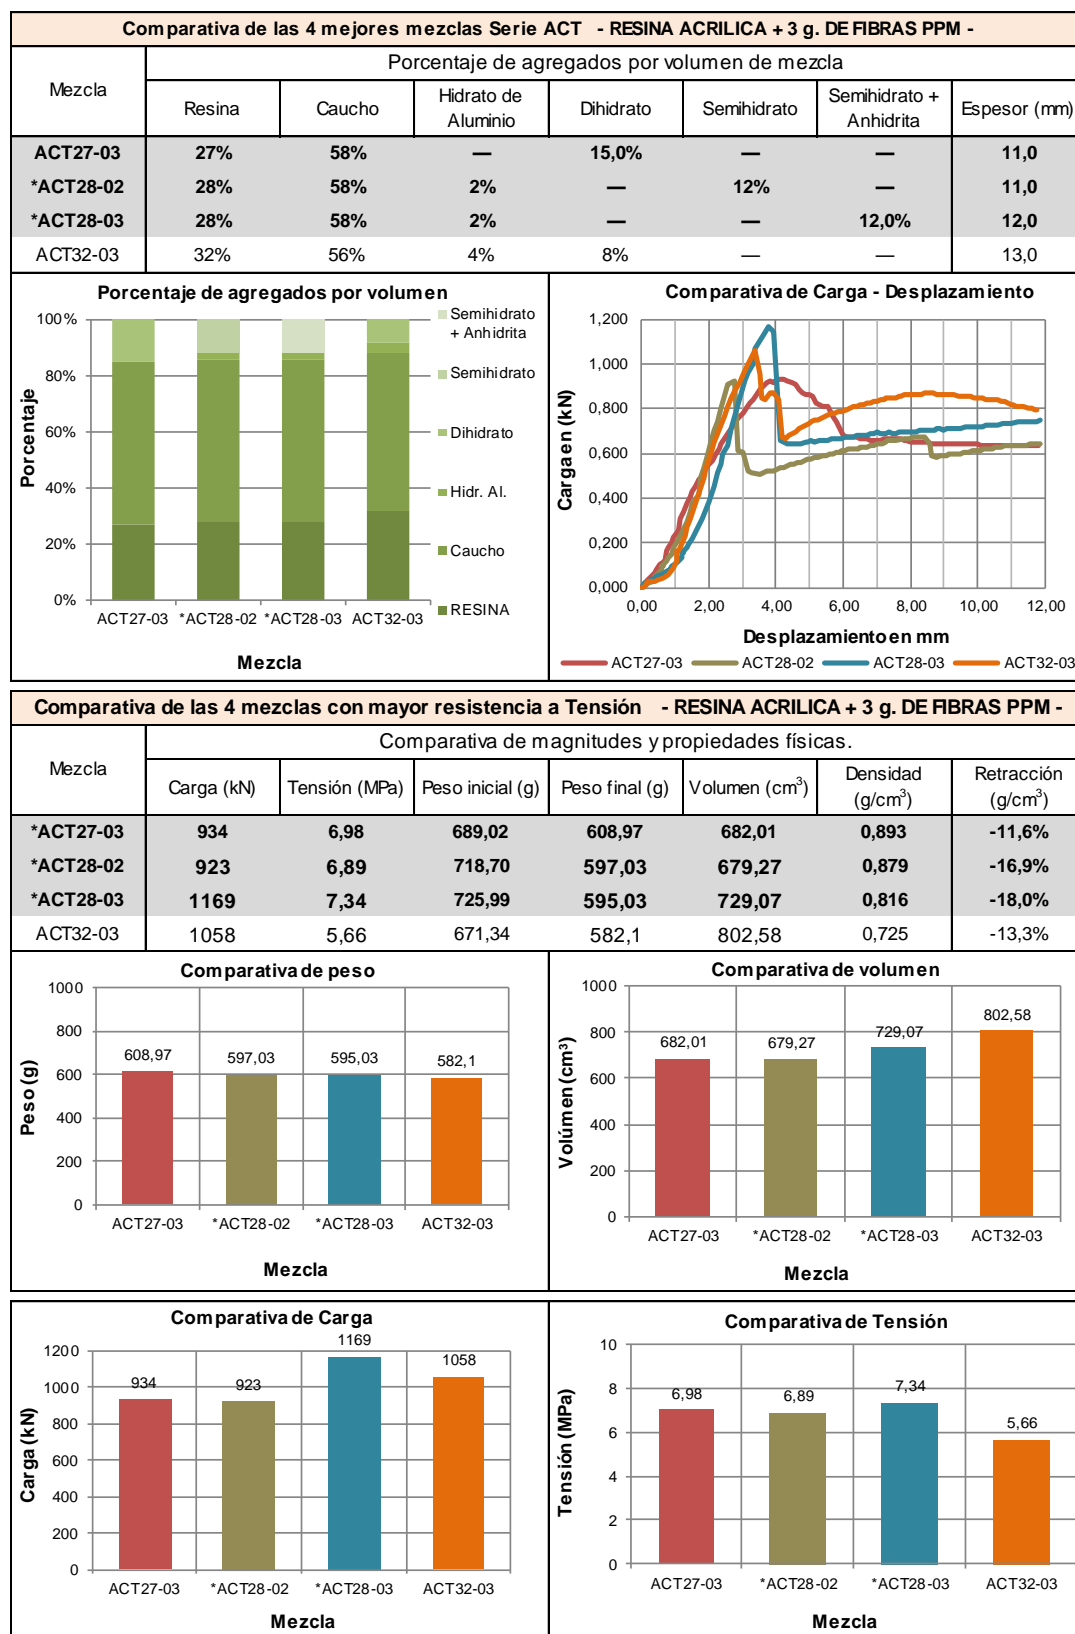 Comparativa de las 4 mejores mezclas Serie ACT - RESINA ACRILICA + 3 g. DE FIBRAS PPM -
Mezcla
Porcentaje de agregados por volumen de mezcla
Resina Caucho Hidrato de Aluminio Dihidrato Semihidrato Semihidrato + Anhidrita Espesor (mm)
ACT27-03 27% 58% — 15,0% — — 11,0
*ACT28-02 28% 58% 2% — 12% — 11,0
*ACT28-03 28% 58% 2% — — 12,0% 12,0
ACT32-03 32% 56% 4% 8% — — 13,0
Porcentaje de agregados por volumen
Porcentaje
100%
80%
60%
40%
20%
0%
ACT27-03 *ACT28-02 *ACT28-03 ACT32-03
Mezcla
Semihidrato + Anhidrita
Semihidrato
Dihidrato
Hidr. Al.
Caucho
RESINA
Comparativa de Carga - Desplazamiento
Carga en (kN)
1,200
1,000
0,800
0,600
0,400
0,200
0,000
0,00 2,00 4,00 6,00 8,00 10,00 12,00
Desplazamiento en mm
ACT27-03 ACT28-02 ACT28-03 ACT32-03
Comparativa de las 4 mezclas con mayor resistencia a Tensión - RESINA ACRILICA + 3 g. DE FIBRAS PPM -
Mezcla
Comparativa de magnitudes y propiedades físicas.
Carga (kN) Tensión (MPa) Peso inicial (g) Peso final (g) Volumen (cm³) Densidad (g/cm³) Retracción (g/cm³)
*ACT27-03 934 6,98 689,02 608,97 682,01 0,893 -11,6%
*ACT28-02 923 6,89 718,70 597,03 679,27 0,879 -16,9%
*ACT28-03 1169 7,34 725,99 595,03 729,07 0,816 -18,0%
ACT32-03 1058 5,66 671,34 582,1 802,58 0,725 -13,3%
Comparativa de peso
Peso (g)
1000
800
600
400
200
0
608,97 597,03 595,03 582,1
ACT27-03 *ACT28-02 *ACT28-03 ACT32-03
Mezcla
Comparativa de volumen
Volúmen (cm³)
1000
800
600
400
200
0
682,01 679,27 729,07 802,58
ACT27-03 *ACT28-02 *ACT28-03 ACT32-03
Mezcla
Comparativa de Carga
Carga (kN)
1200
1000
800
600
400
200
0
934 923 1169 1058
ACT27-03 *ACT28-02 *ACT28-03 ACT32-03
Mezcla
Comparativa de Tensión
Tensión (MPa)
10
8
6
4
2
0
6,98 6,89 7,34 5,66
ACT27-03 *ACT28-02 *ACT28-03 ACT32-03
Mezcla